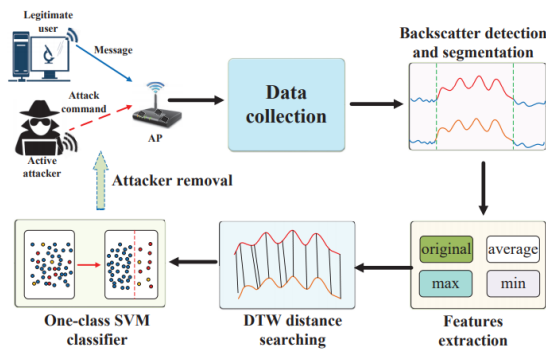 Legitimate
user
Message
Attack
command
AP
Active
attacker
Data
collection
Backscatter detection
and segmentation
Attacker removal
original
average
max
min
One-class SVM
classifier
DTW distance
searching
Features
extraction